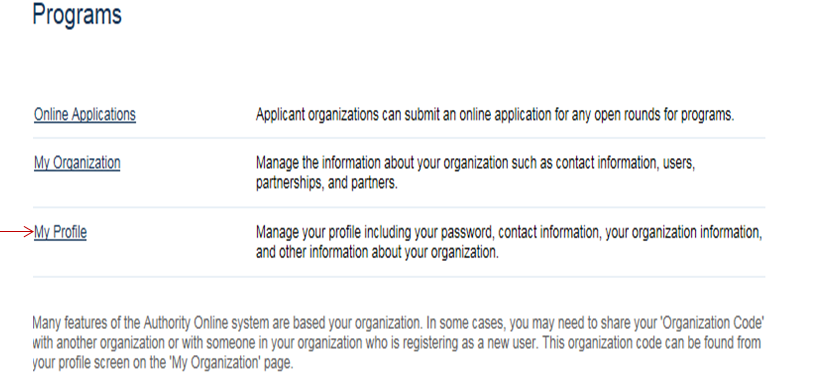 Programs
Online Applications
Applicant organizations can submit an online application for any open rounds for programs.
My Organization
Manage the information about your organization such as contact information, users,
partnerships, and partners.
My Profile
Manage your profile including your password, contact information, your organization information,
and other information about your organization.
Many features of the Authority Online system are based your organization. In some cases, you may need to share your 'Organization Code'
with another organization or with someone in your organization who is registering as a new user. This organization code can be found from
your profile screen on the 'My Organization' page.